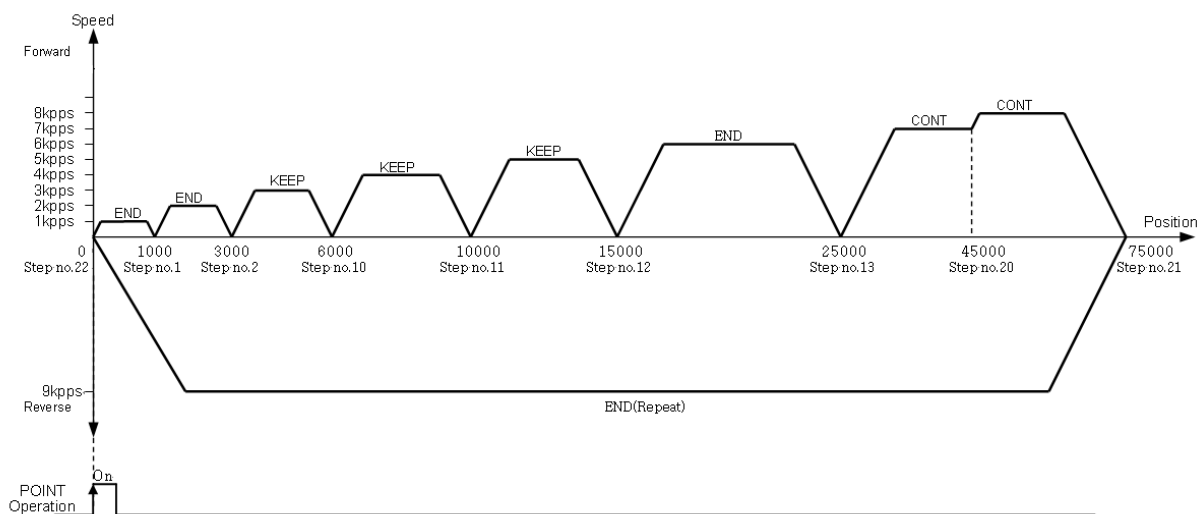 Speed
Forward
8kpps
7kpps
6kpps
5kpps
4kpps
3kpps
2kpps
1kpps
END
END
KEEP
KEEP
KEEP
END
CONT
CONT
Position
0
1000
3000
6000
10000
15000
25000
45000
75000
Step no.22
Step no.1
Step no.2
Step no.10
Step no.11
Step no.12
Step no.13
Step no.20
Step no.21
9kpps
Reverse
END(Repeat)
On
POINT
Operation